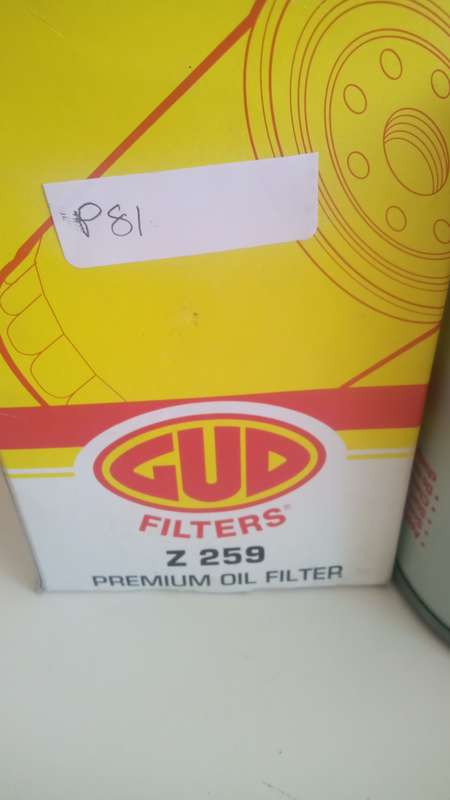 P81
GUD
FILTERS®
Z 259
PREMIUM OIL FILTER